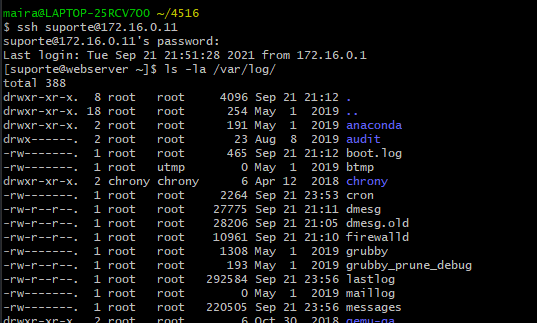 maira@LAPTOP-25RCV7OO ~/4516
$ ssh suporte@172.16.0.11
suporte@172.16.0.11's password:
Last login: Tue Sep 21 21:51:28 2021 from 172.16.0.1
[suporte@webserver ~]$ ls -la /var/log/
total 388
drwxr-xr-x.  8 root   root     4096 Sep 21 21:12 .
drwxr-xr-x. 18 root   root      254 May  1  2019 ..
drwxr-xr-x.  2 root   root      191 May  1  2019 anaconda
drwx------.  2 root   root       23 Aug  8  2019 audit
-rw-------.  1 root   root      465 Sep 21 21:12 boot.log
-rw-------.  1 root   utmp        0 May  1  2019 btmp
drwxr-xr-x.  2 chrony chrony      6 Apr 12  2018 chrony
-rw-------.  1 root   root     2264 Sep 21 23:53 cron
-rw-r--r--.  1 root   root    27775 Sep 21 21:11 dmesg
-rw-r--r--.  1 root   root    28206 Sep 21 21:05 dmesg.old
-rw-r--r--.  1 root   root    10961 Sep 21 21:10 firewalld
-rw-------.  1 root   root     1308 May  1  2019 grubby
-rw-r--r--.  1 root   root      193 May  1  2019 grubby_prune_debug
-rw-r--r--.  1 root   root   292584 Sep 21 23:56 lastlog
-rw-------.  1 root   root        0 May  1  2019 maillog
-rw-------.  1 root   root   220505 Sep 21 23:56 messages
drwxr-xr-x.  2 root   root        6 Oct 30  2018 qemu-ga